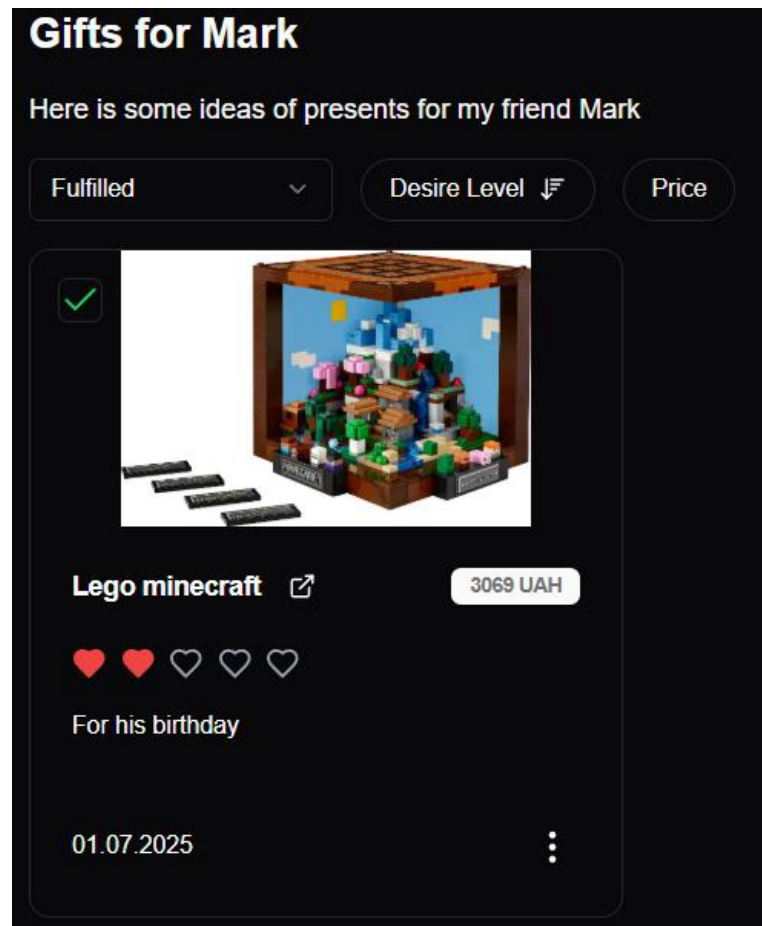 Gifts for Mark
Here is some ideas of presents for my friend Mark
Fulfilled
Desire Level
Price
Lego minecraft
3069 UAH
For his birthday
01.07.2025